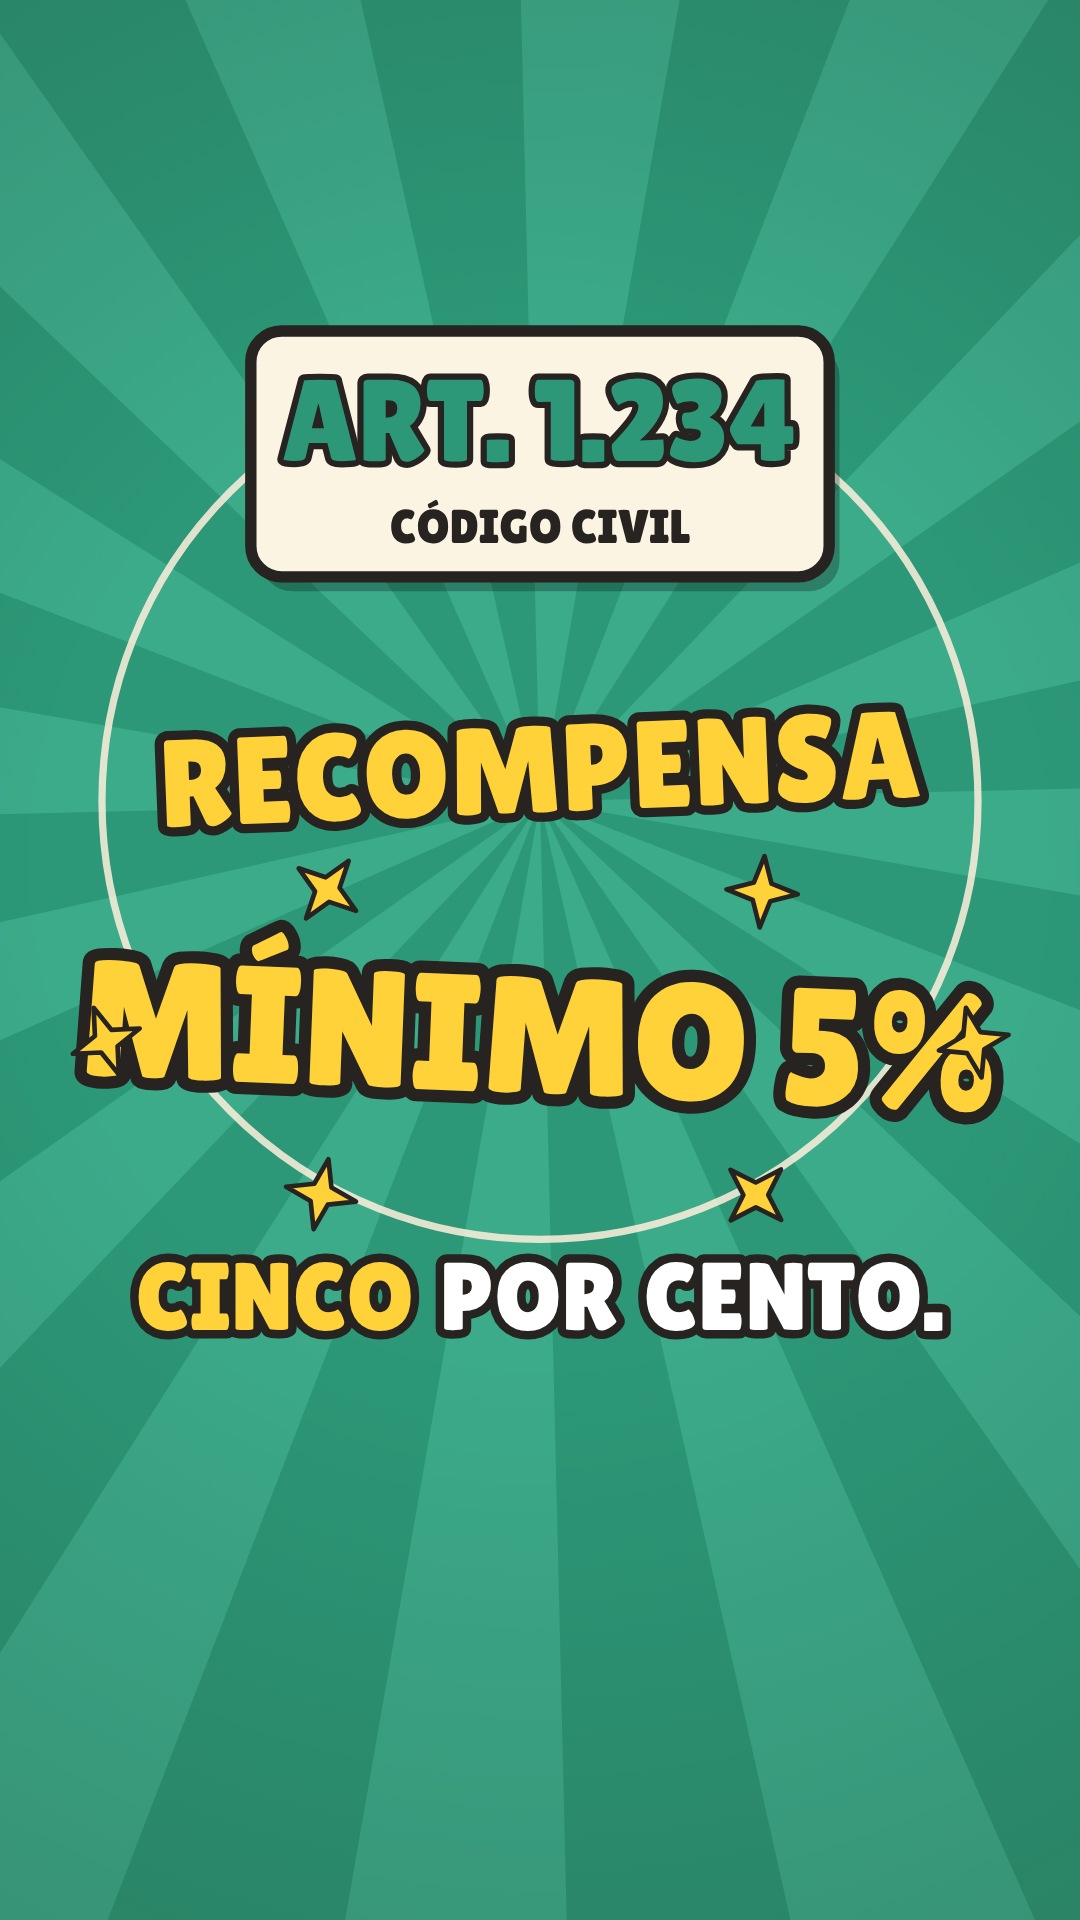 ART. 1.234
CÓDIGO CIVIL
RECOMPENSA
MÍNIMO 5%
CINCO POR CENTO.